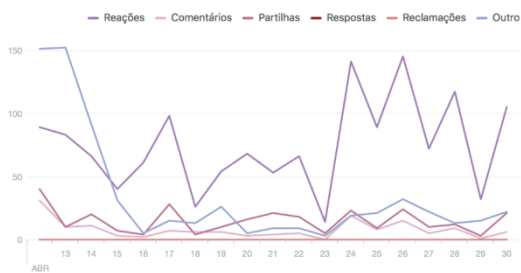 Reações Comentários Partilhas Respostas Reclamações Outro
150
100
50
0
13 14 15 16 17 18 19 20 21 22 23 24 25 26 27 28 29 30
ABR